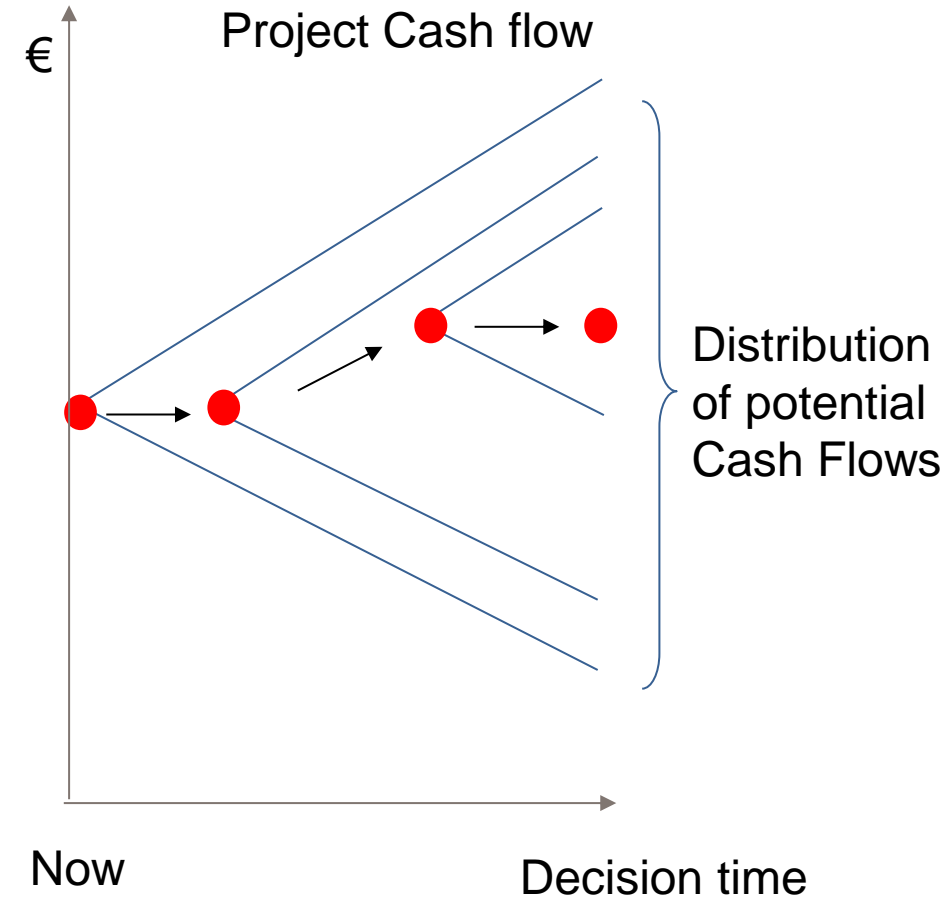 Project Cash flow
€
Distribution
of potential
Cash Flows
Now
Decision time